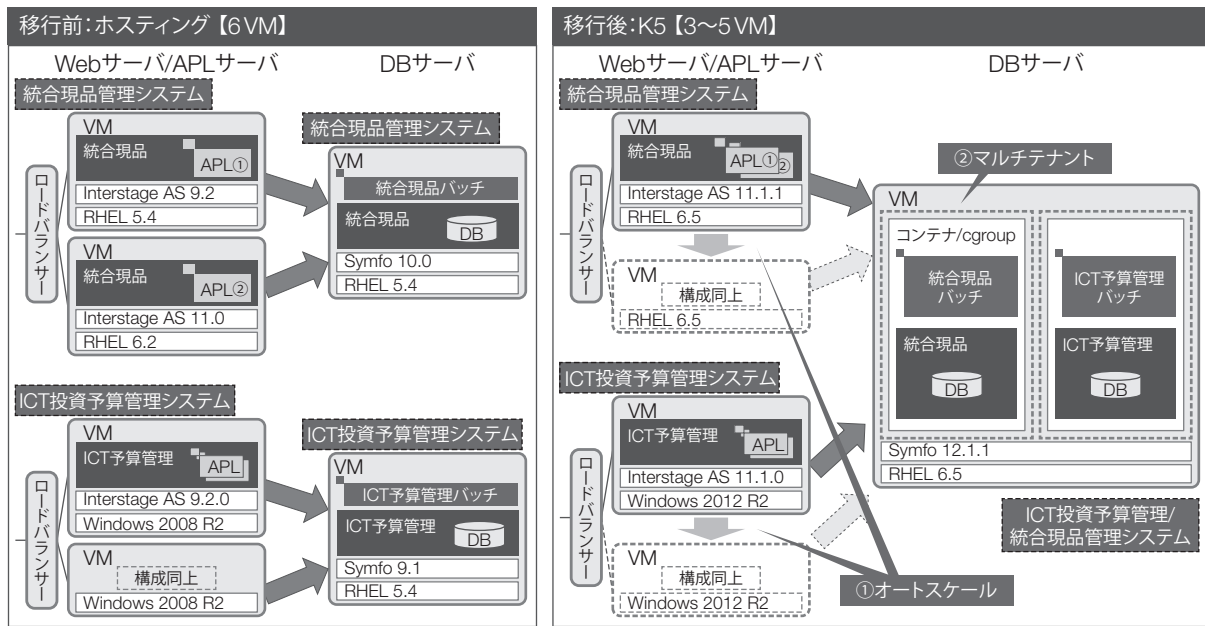 移行前：ホスティング【6VM】
Webサーバ/APLサーバ
DBサーバ
統合現品管理システム
ロードバランサー
VM
統合現品
APL①
Interstage AS 9.2
RHEL 5.4
VM
統合現品
APL②
Interstage AS 11.0
RHEL 6.2
統合現品管理システム
VM
統合現品バッチ
統合現品
DB
Symfo 10.0
RHEL 5.4
ICT投資予算管理システム
ロードバランサー
VM
ICT予算管理
APL
Interstage AS 9.2.0
Windows 2008 R2
VM
構成同上
Windows 2008 R2
ICT投資予算管理システム
VM
ICT予算管理バッチ
ICT予算管理
DB
Symfo 9.1
RHEL 5.4
移行後：K5【3～5VM】
Webサーバ/APLサーバ
DBサーバ
統合現品管理システム
ロードバランサー
VM
統合現品
APL①
②
Interstage AS 11.1.1
RHEL 6.5
VM
構成同上
RHEL 6.5
ICT投資予算管理システム
ロードバランサー
VM
ICT予算管理
APL
Interstage AS 11.1.0
Windows 2012 R2
VM
構成同上
Windows 2012 R2
②マルチテナント
VM
コンテナ/cgroup
統合現品
バッチ
統合現品
DB
ICT予算管理
バッチ
ICT予算管理
DB
Symfo 12.1.1
RHEL 6.5
ICT投資予算管理/
統合現品管理システム
①オートスケール